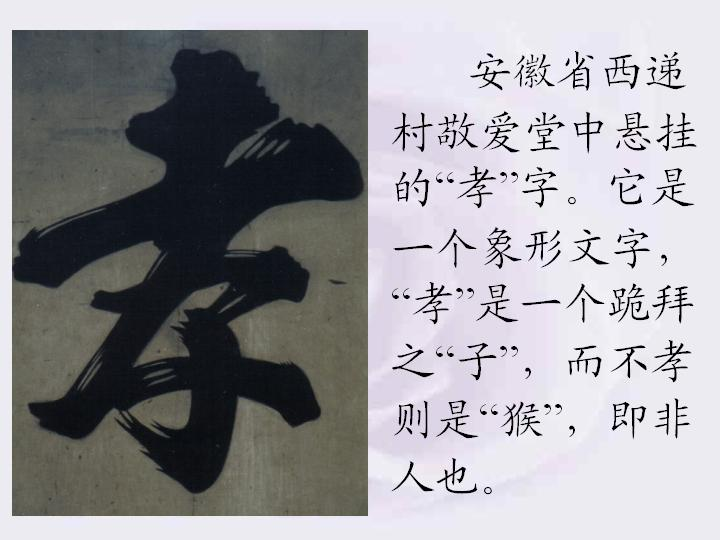 孝
安徽省西递
村敬爱堂中悬挂
的“孝”字。它是
一个象形文字，
“孝”是一个跪拜
之“子”，而不孝
则是“猴”，即非
人也。